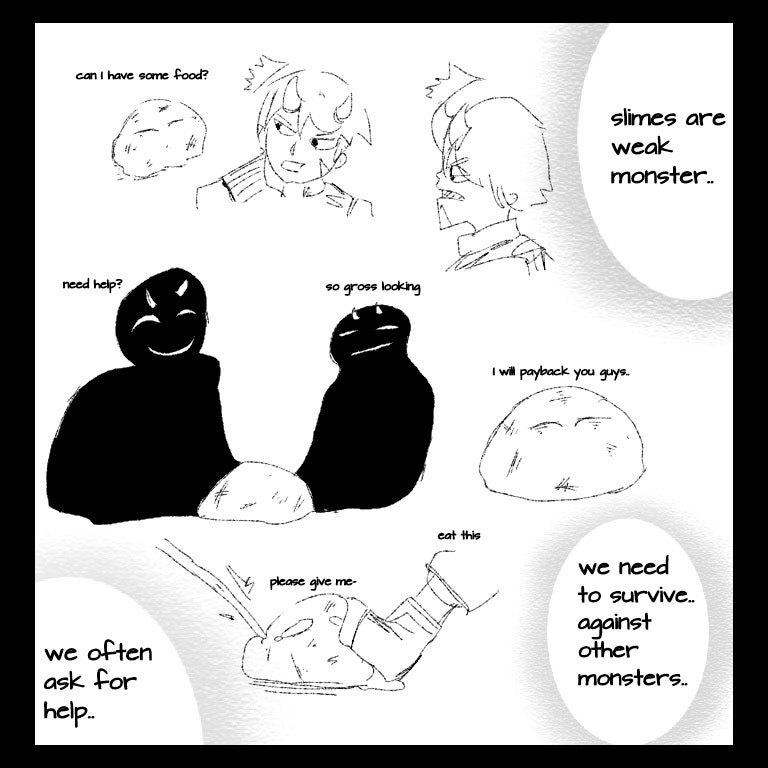 can I have some food?
slimes are
weak
monster..
need help?
so gross looking
I will payback you guys..
eat this
please give me-
we need
to survive..
against
other
monsters..
we often
ask for
help..